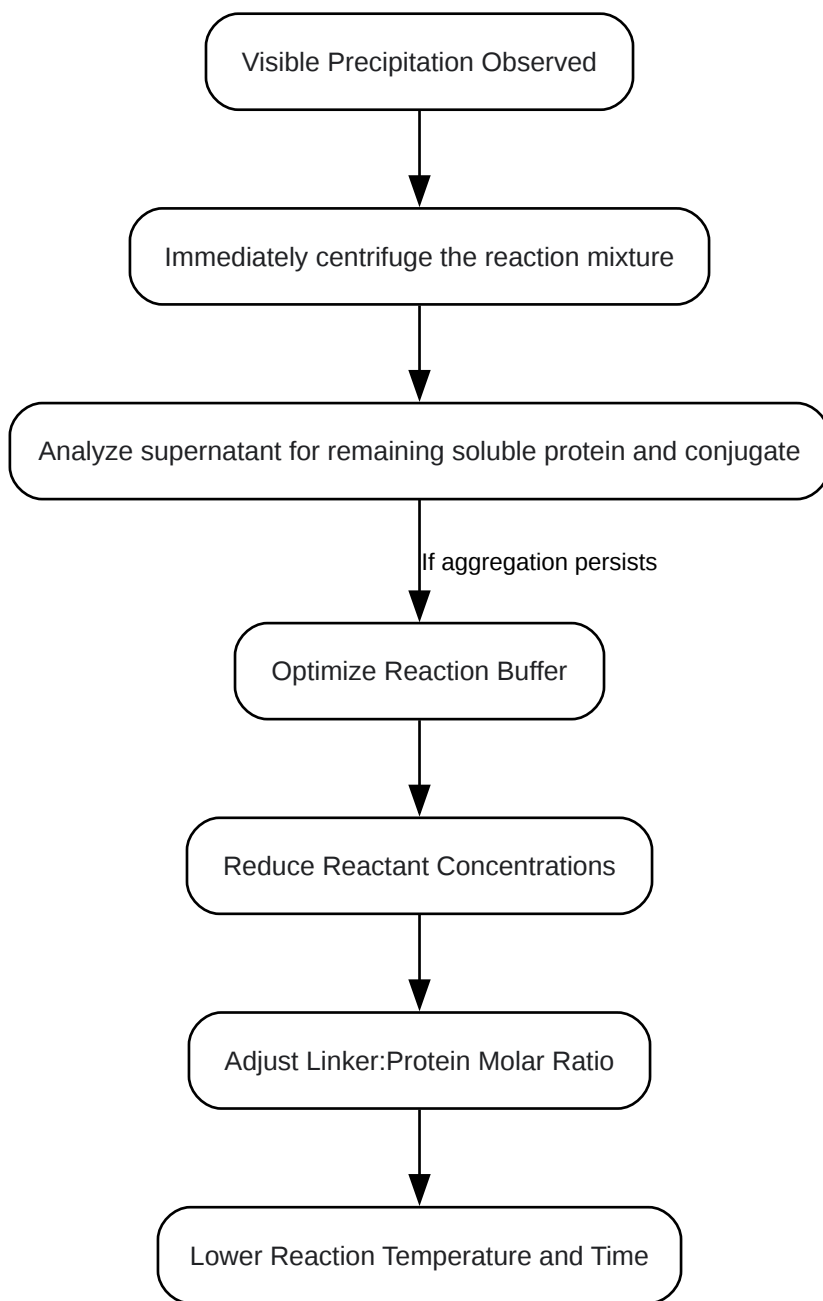 Visible Precipitation Observed
Immediately centrifuge the reaction mixture
Analyze supernatant for remaining soluble protein and conjugate
If aggregation persists
Optimize Reaction Buffer
Reduce Reactant Concentrations
Adjust Linker:Protein Molar Ratio
Lower Reaction Temperature and Time